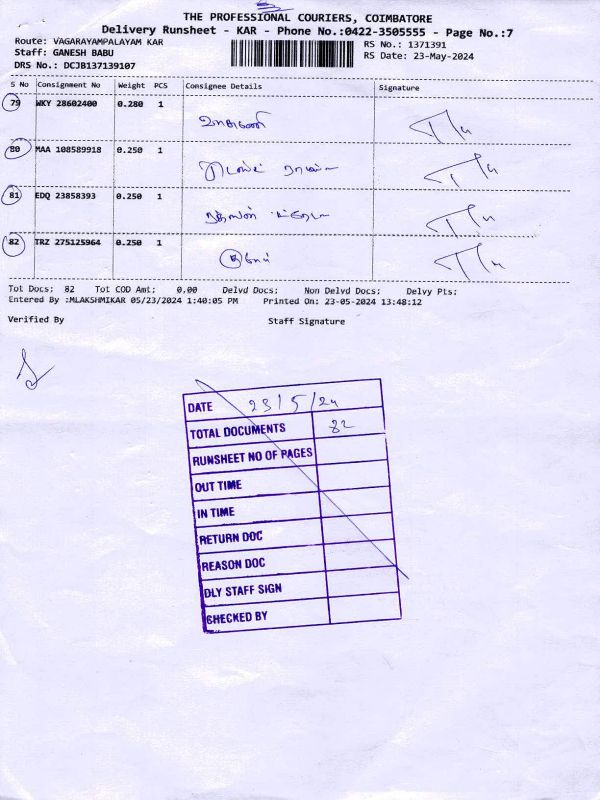 THE PROFESSIONAL COURIERS, COIMBATORE
Delivery Runsheet - KAR - Phone No.:0422-3505555 - Page No.:7
Route: VAGARAYAMPALAYAM KAR
RS No.: 1371391
Staff: GANESH BABU
RS Date: 23-May-2024
DRS No.: DCJB137139107
S No Consignment No Weight PCS Consignee Details Signature
79 WKY 28602400 0.280 1
80 MAA 108589918 0.250 1
81 EDQ 23858393 0.250 1
82 TRZ 275125964 0.250 1
Tot Docs: 82 Tot COD Amt: 0.00 Delvd Docs: Non Delvd Docs: Delvy Pts:
Entered By :MLAKSHMIKAR 05/23/2024 1:40:05 PM Printed On: 23-05-2024 13:48:12
Verified By Staff Signature
DATE 23/5/24
TOTAL DOCUMENTS 82
RUNSHEET NO OF PAGES
OUT TIME
IN TIME
RETURN DOC
REASON DOC
DLY STAFF SIGN
CHECKED BY